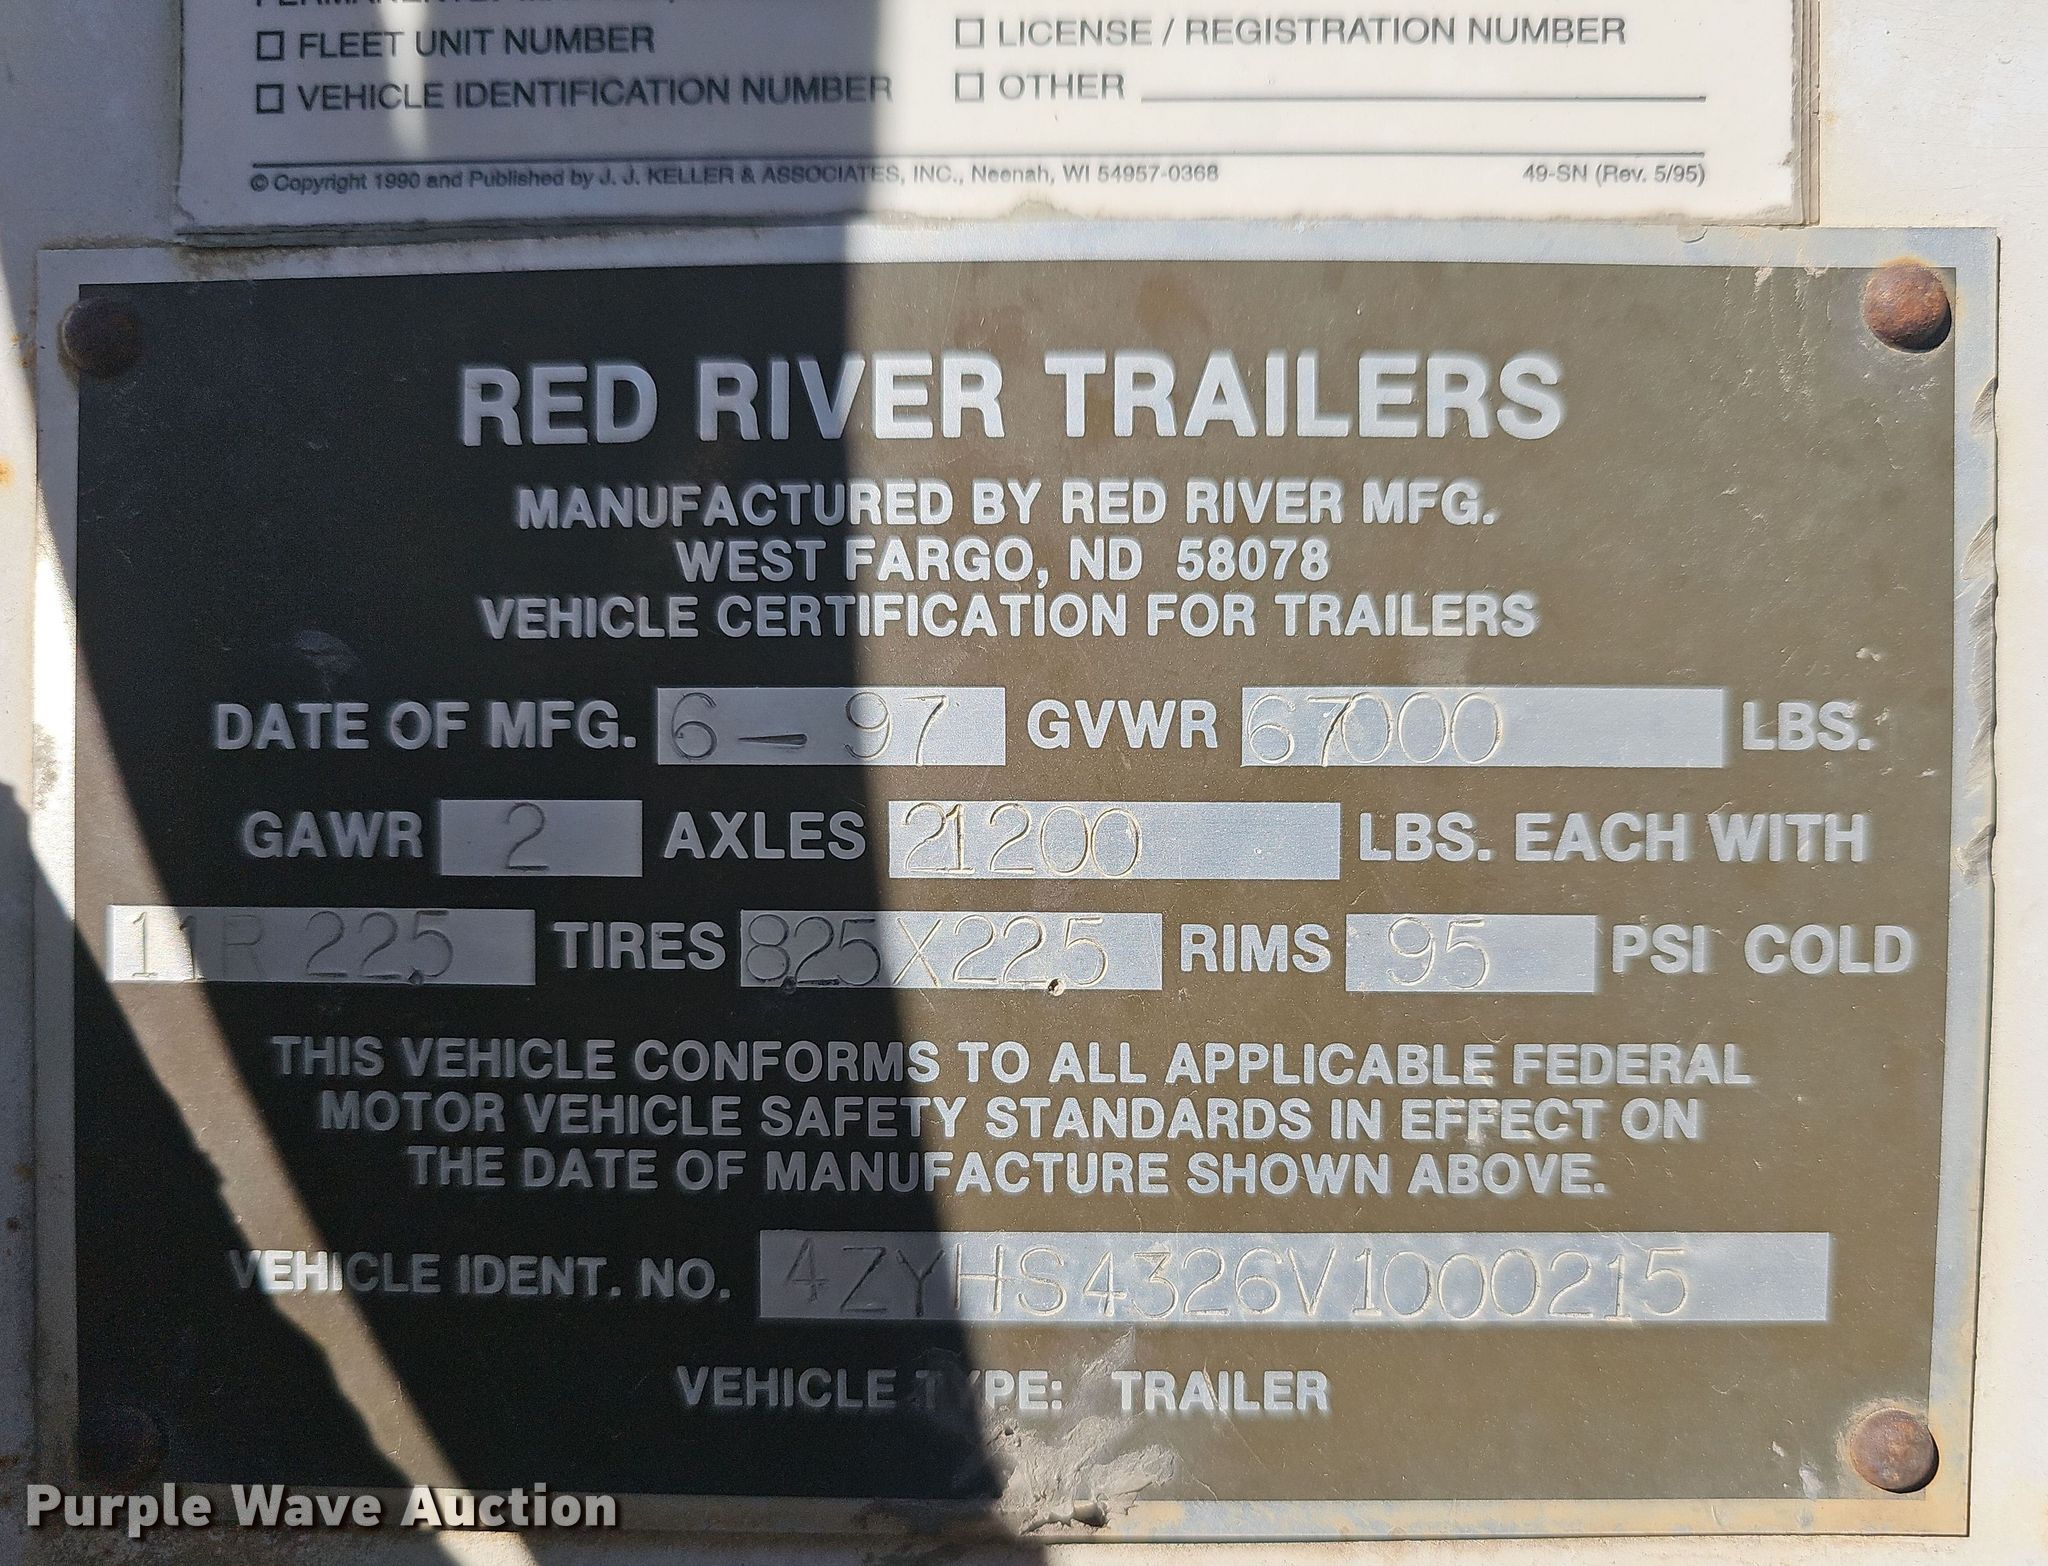 ☐ FLEET UNIT NUMBER ☐ LICENSE / REGISTRATION NUMBER
☐ VEHICLE IDENTIFICATION NUMBER ☐ OTHER
© Copyright 1990 and Published by J. J. KELLER & ASSOCIATES, INC., Neenah, WI 54957-0368 49-SN (Rev. 5/95)
RED RIVER TRAILERS
MANUFACTURED BY RED RIVER MFG.
WEST FARGO, ND 58078
VEHICLE CERTIFICATION FOR TRAILERS
DATE OF MFG. 6-97 GVWR 67000 LBS.
GAWR 2 AXLES 21200 LBS. EACH WITH
11R 22.5 TIRES 8.25X22.5 RIMS 95 PSI COLD
THIS VEHICLE CONFORMS TO ALL APPLICABLE FEDERAL
MOTOR VEHICLE SAFETY STANDARDS IN EFFECT ON
THE DATE OF MANUFACTURE SHOWN ABOVE.
VEHICLE IDENT. NO. 4ZYHS4326V1000215
VEHICLE TYPE: TRAILER
Purple Wave Auction